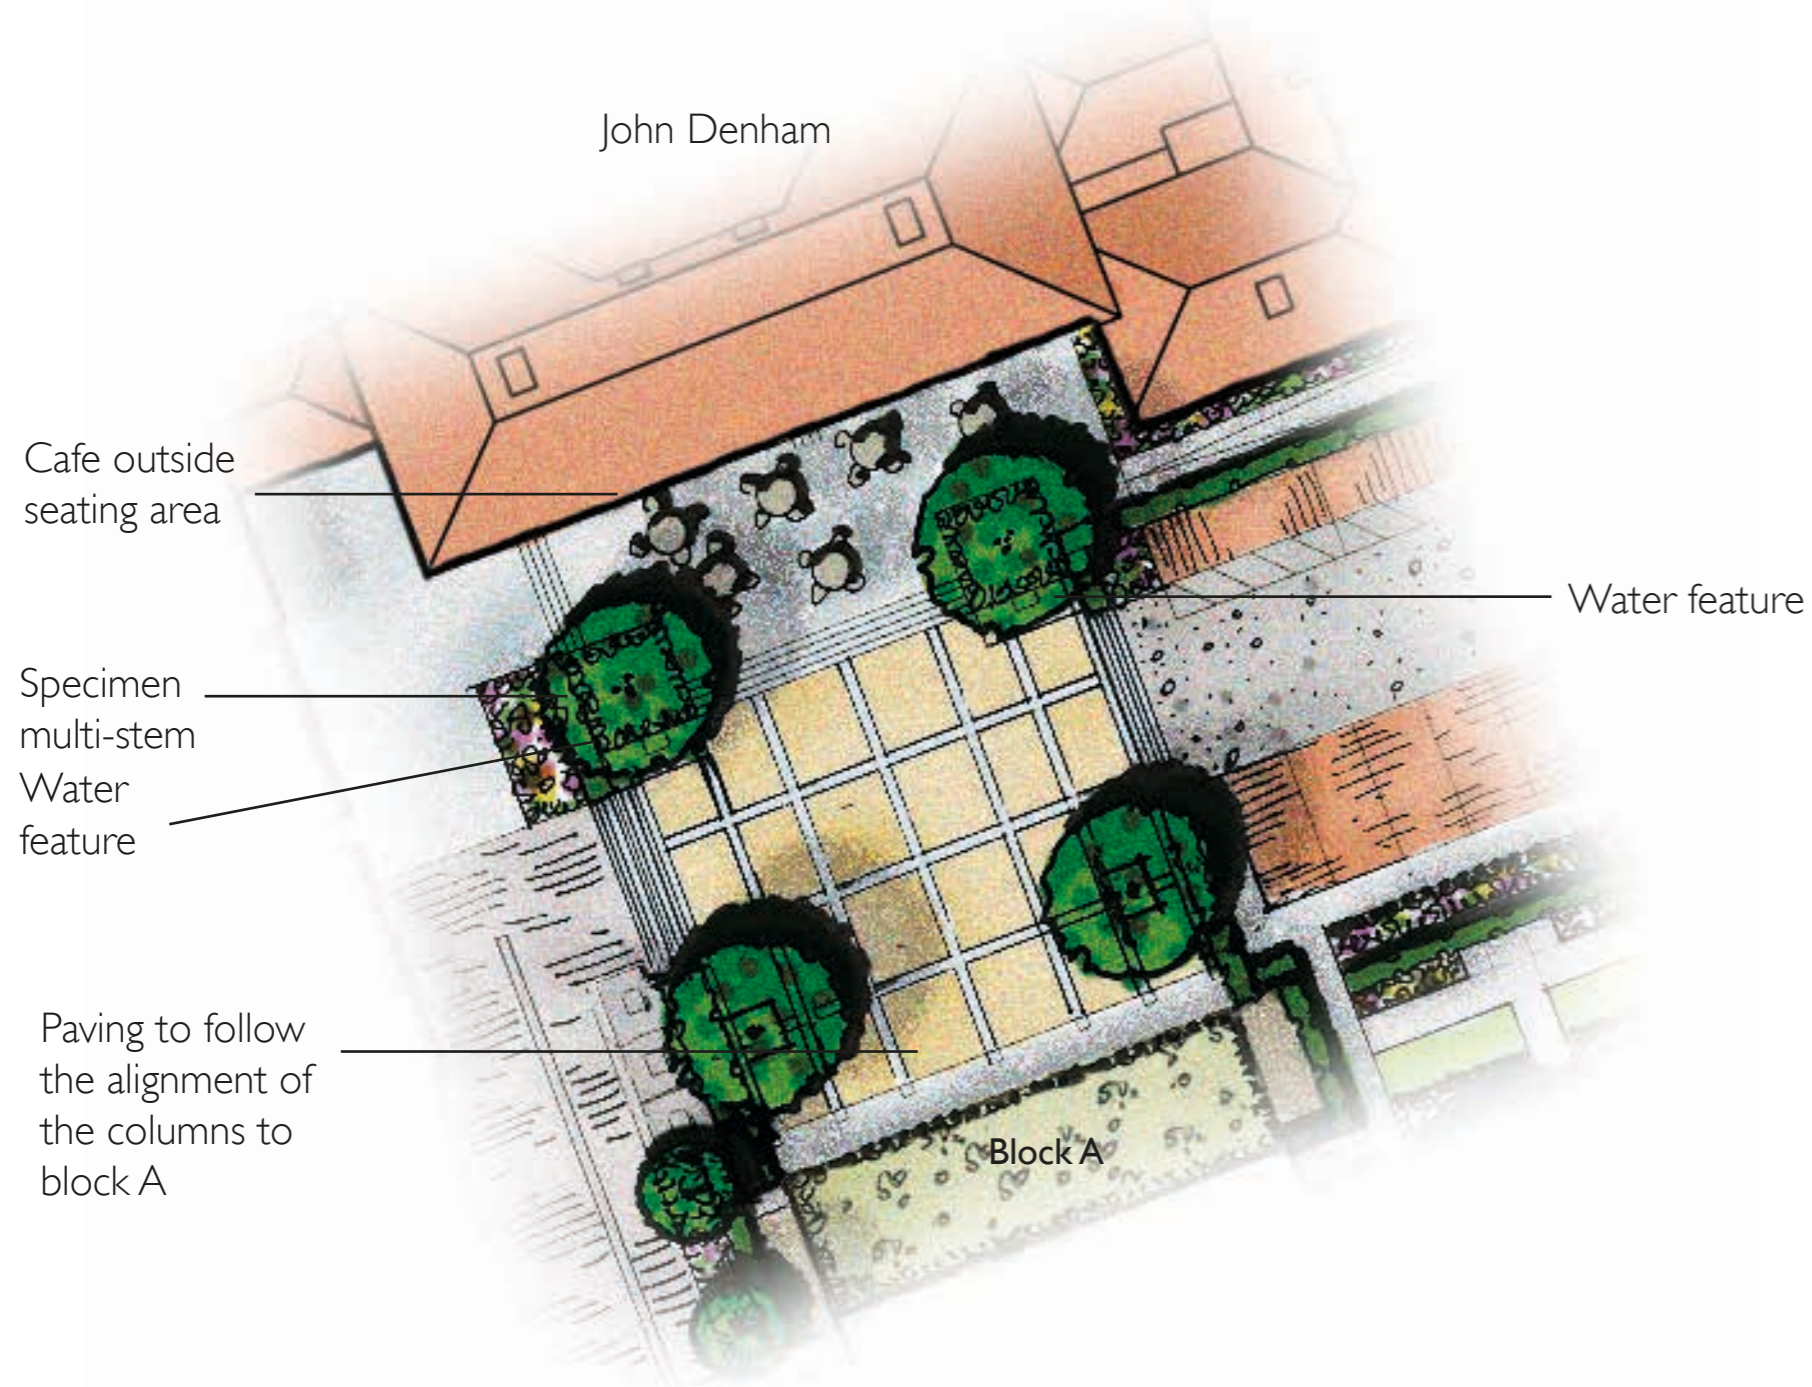 John Denham
Cafe outside
seating area
Water feature
Specimen
multi-stem
Water
feature
Paving to follow
the alignment of
the columns to
block A
Block A